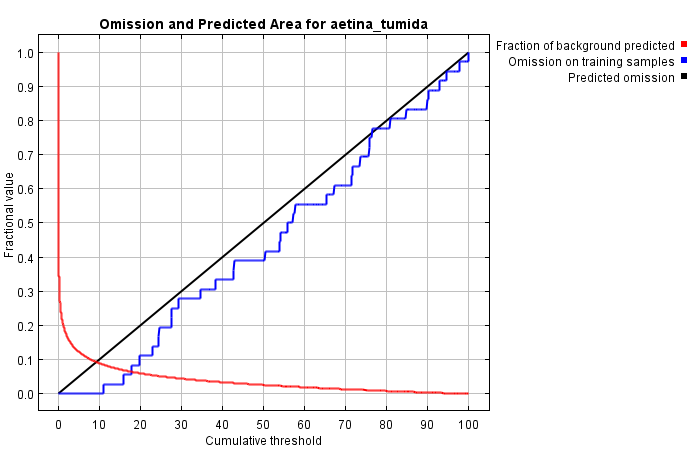 Omission and Predicted Area for aetina_tumida
Fraction of background predicted
Omission on training samples
Predicted omission
1.0
0.9
0.8
0.7
0.6
0.5
0.4
0.3
0.2
0.1
0.0
Fractional value
0 10 20 30 40 50 60 70 80 90 100
Cumulative threshold